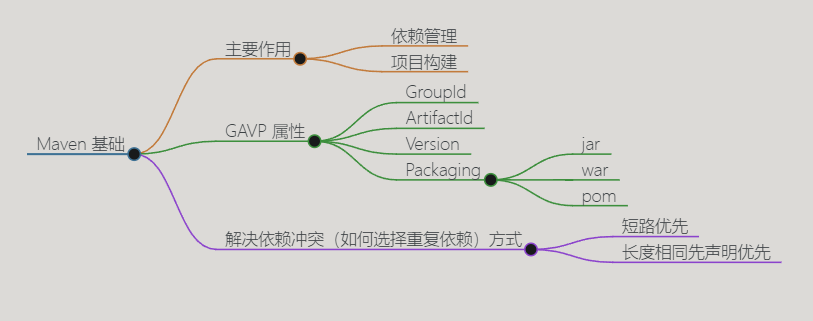 Maven 基础
主要作用
依赖管理
项目构建
GAVP 属性
GroupId
ArtifactId
Version
Packaging
jar
war
pom
解决依赖冲突（如何选择重复依赖）方式
短路优先
长度相同先声明优先